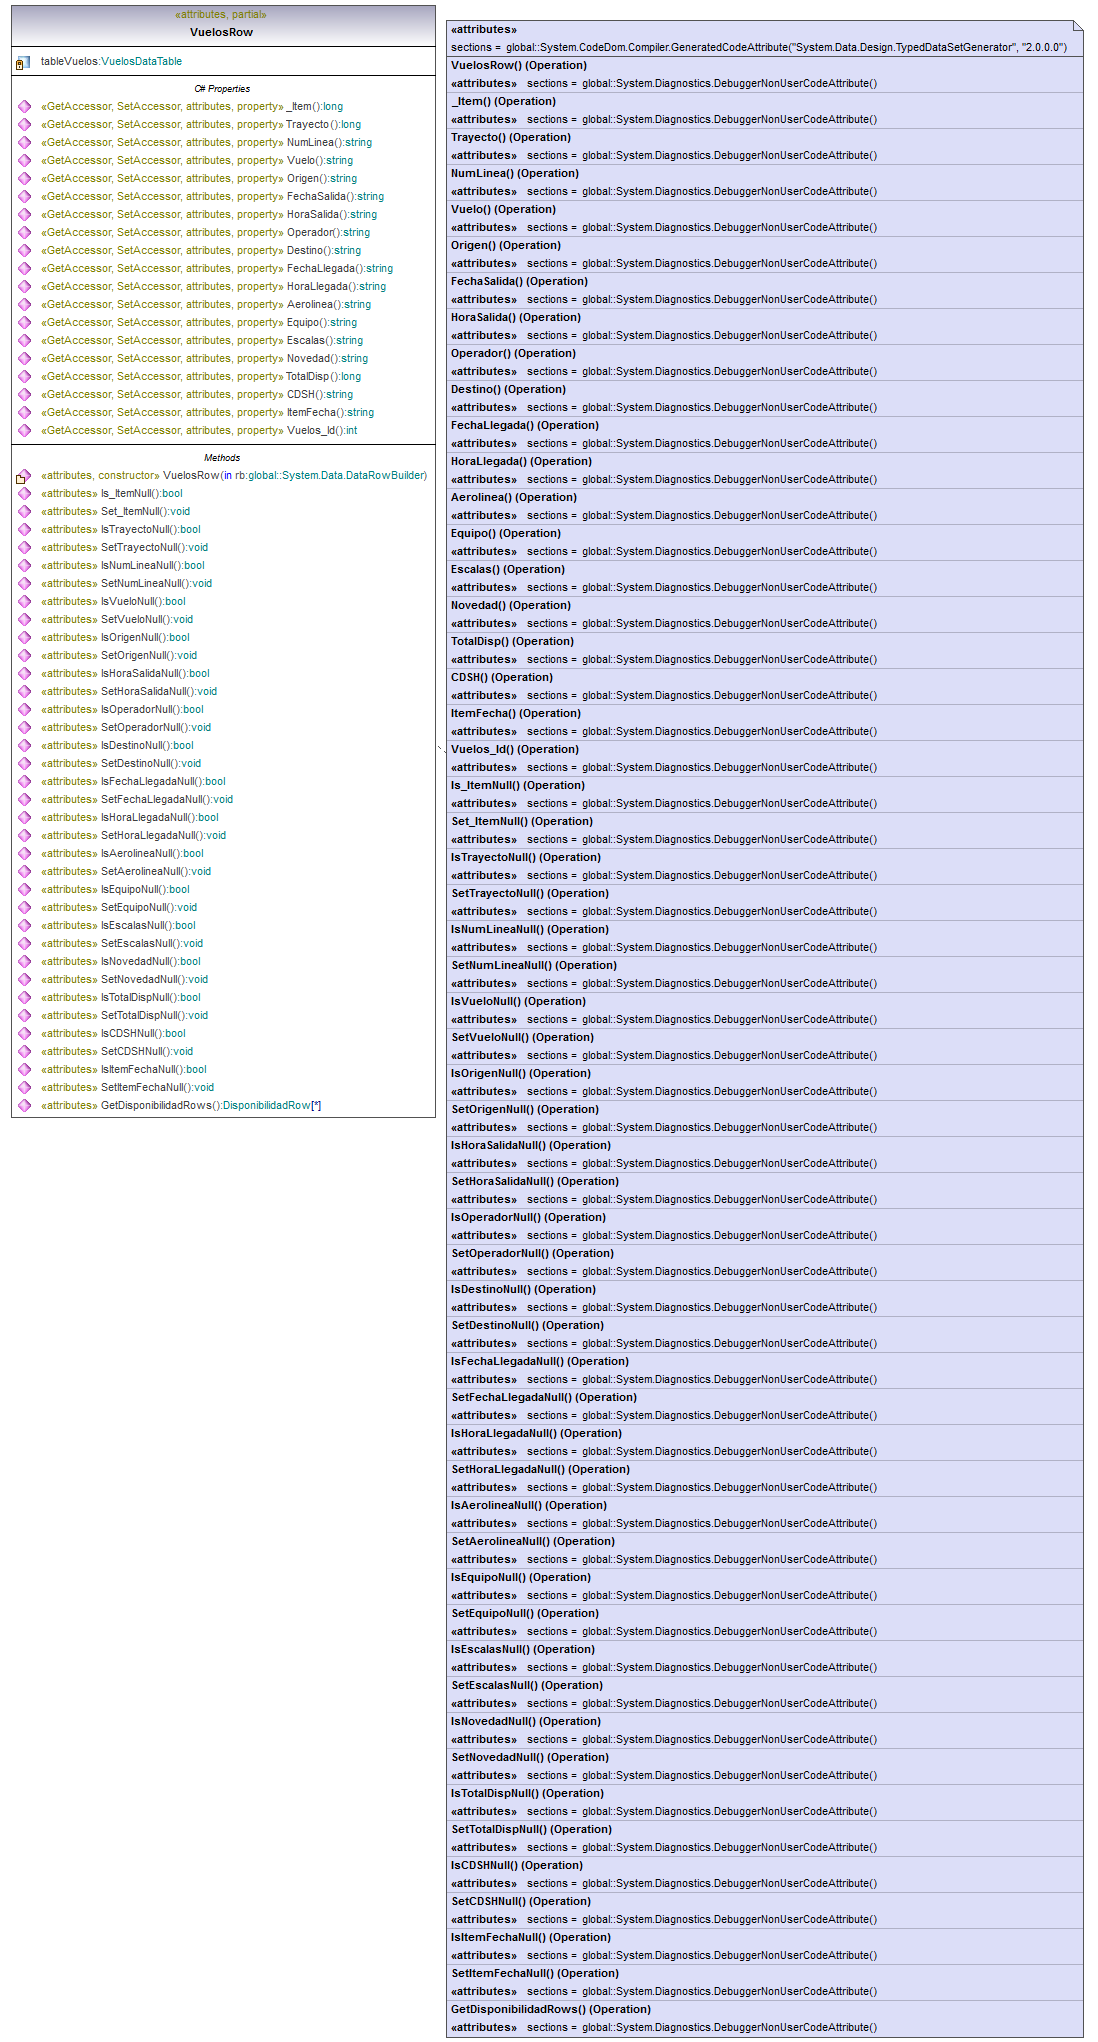 «attributes, partial»
VuelosRow
tableVuelos:VuelosDataTable
C# Properties
«GetAccessor, SetAccessor, attributes, property» _Item():long
«GetAccessor, SetAccessor, attributes, property» Trayecto():long
«GetAccessor, SetAccessor, attributes, property» NumLinea():string
«GetAccessor, SetAccessor, attributes, property» Vuelo():string
«GetAccessor, SetAccessor, attributes, property» Origen():string
«GetAccessor, SetAccessor, attributes, property» FechaSalida():string
«GetAccessor, SetAccessor, attributes, property» HoraSalida():string
«GetAccessor, SetAccessor, attributes, property» Operador():string
«GetAccessor, SetAccessor, attributes, property» Destino():string
«GetAccessor, SetAccessor, attributes, property» FechaLlegada():string
«GetAccessor, SetAccessor, attributes, property» HoraLlegada():string
«GetAccessor, SetAccessor, attributes, property» Aerolinea():string
«GetAccessor, SetAccessor, attributes, property» Equipo():string
«GetAccessor, SetAccessor, attributes, property» Escalas():string
«GetAccessor, SetAccessor, attributes, property» Novedad():string
«GetAccessor, SetAccessor, attributes, property» TotalDisp():long
«GetAccessor, SetAccessor, attributes, property» CDSH():string
«GetAccessor, SetAccessor, attributes, property» ItemFecha():string
«GetAccessor, SetAccessor, attributes, property» Vuelos_Id():int
Methods
«attributes, constructor» VuelosRow(in rb:global::System.Data.DataRowBuilder)
«attributes» Is_ItemNull():bool
«attributes» Set_ItemNull():void
«attributes» IsTrayectoNull():bool
«attributes» SetTrayectoNull():void
«attributes» IsNumLineaNull():bool
«attributes» SetNumLineaNull():void
«attributes» IsVueloNull():bool
«attributes» SetVueloNull():void
«attributes» IsOrigenNull():bool
«attributes» SetOrigenNull():void
«attributes» IsHoraSalidaNull():bool
«attributes» SetHoraSalidaNull():void
«attributes» IsOperadorNull():bool
«attributes» SetOperadorNull():void
«attributes» IsDestinoNull():bool
«attributes» SetDestinoNull():void
«attributes» IsFechaLlegadaNull():bool
«attributes» SetFechaLlegadaNull():void
«attributes» IsHoraLlegadaNull():bool
«attributes» SetHoraLlegadaNull():void
«attributes» IsAerolineaNull():bool
«attributes» SetAerolineaNull():void
«attributes» IsEquipoNull():bool
«attributes» SetEquipoNull():void
«attributes» IsEscalasNull():bool
«attributes» SetEscalasNull():void
«attributes» IsNovedadNull():bool
«attributes» SetNovedadNull():void
«attributes» IsTotalDispNull():bool
«attributes» SetTotalDispNull():void
«attributes» IsCDSHNull():bool
«attributes» SetCDSHNull():void
«attributes» IsItemFechaNull():bool
«attributes» SetItemFechaNull():void
«attributes» GetDisponibilidadRows():DisponibilidadRow[*]
«attributes»
sections = global::System.CodeDom.Compiler.GeneratedCodeAttribute("System.Data.Design.TypedDataSetGenerator", "2.0.0.0")
VuelosRow() (Operation)
«attributes» sections = global::System.Diagnostics.DebuggerNonUserCodeAttribute()
_Item() (Operation)
«attributes» sections = global::System.Diagnostics.DebuggerNonUserCodeAttribute()
Trayecto() (Operation)
«attributes» sections = global::System.Diagnostics.DebuggerNonUserCodeAttribute()
NumLinea() (Operation)
«attributes» sections = global::System.Diagnostics.DebuggerNonUserCodeAttribute()
Vuelo() (Operation)
«attributes» sections = global::System.Diagnostics.DebuggerNonUserCodeAttribute()
Origen() (Operation)
«attributes» sections = global::System.Diagnostics.DebuggerNonUserCodeAttribute()
FechaSalida() (Operation)
«attributes» sections = global::System.Diagnostics.DebuggerNonUserCodeAttribute()
HoraSalida() (Operation)
«attributes» sections = global::System.Diagnostics.DebuggerNonUserCodeAttribute()
Operador() (Operation)
«attributes» sections = global::System.Diagnostics.DebuggerNonUserCodeAttribute()
Destino() (Operation)
«attributes» sections = global::System.Diagnostics.DebuggerNonUserCodeAttribute()
FechaLlegada() (Operation)
«attributes» sections = global::System.Diagnostics.DebuggerNonUserCodeAttribute()
HoraLlegada() (Operation)
«attributes» sections = global::System.Diagnostics.DebuggerNonUserCodeAttribute()
Aerolinea() (Operation)
«attributes» sections = global::System.Diagnostics.DebuggerNonUserCodeAttribute()
Equipo() (Operation)
«attributes» sections = global::System.Diagnostics.DebuggerNonUserCodeAttribute()
Escalas() (Operation)
«attributes» sections = global::System.Diagnostics.DebuggerNonUserCodeAttribute()
Novedad() (Operation)
«attributes» sections = global::System.Diagnostics.DebuggerNonUserCodeAttribute()
TotalDisp() (Operation)
«attributes» sections = global::System.Diagnostics.DebuggerNonUserCodeAttribute()
CDSH() (Operation)
«attributes» sections = global::System.Diagnostics.DebuggerNonUserCodeAttribute()
ItemFecha() (Operation)
«attributes» sections = global::System.Diagnostics.DebuggerNonUserCodeAttribute()
Vuelos_Id() (Operation)
«attributes» sections = global::System.Diagnostics.DebuggerNonUserCodeAttribute()
Is_ItemNull() (Operation)
«attributes» sections = global::System.Diagnostics.DebuggerNonUserCodeAttribute()
Set_ItemNull() (Operation)
«attributes» sections = global::System.Diagnostics.DebuggerNonUserCodeAttribute()
IsTrayectoNull() (Operation)
«attributes» sections = global::System.Diagnostics.DebuggerNonUserCodeAttribute()
SetTrayectoNull() (Operation)
«attributes» sections = global::System.Diagnostics.DebuggerNonUserCodeAttribute()
IsNumLineaNull() (Operation)
«attributes» sections = global::System.Diagnostics.DebuggerNonUserCodeAttribute()
SetNumLineaNull() (Operation)
«attributes» sections = global::System.Diagnostics.DebuggerNonUserCodeAttribute()
IsVueloNull() (Operation)
«attributes» sections = global::System.Diagnostics.DebuggerNonUserCodeAttribute()
SetVueloNull() (Operation)
«attributes» sections = global::System.Diagnostics.DebuggerNonUserCodeAttribute()
IsOrigenNull() (Operation)
«attributes» sections = global::System.Diagnostics.DebuggerNonUserCodeAttribute()
SetOrigenNull() (Operation)
«attributes» sections = global::System.Diagnostics.DebuggerNonUserCodeAttribute()
IsHoraSalidaNull() (Operation)
«attributes» sections = global::System.Diagnostics.DebuggerNonUserCodeAttribute()
SetHoraSalidaNull() (Operation)
«attributes» sections = global::System.Diagnostics.DebuggerNonUserCodeAttribute()
IsOperadorNull() (Operation)
«attributes» sections = global::System.Diagnostics.DebuggerNonUserCodeAttribute()
SetOperadorNull() (Operation)
«attributes» sections = global::System.Diagnostics.DebuggerNonUserCodeAttribute()
IsDestinoNull() (Operation)
«attributes» sections = global::System.Diagnostics.DebuggerNonUserCodeAttribute()
SetDestinoNull() (Operation)
«attributes» sections = global::System.Diagnostics.DebuggerNonUserCodeAttribute()
IsFechaLlegadaNull() (Operation)
«attributes» sections = global::System.Diagnostics.DebuggerNonUserCodeAttribute()
SetFechaLlegadaNull() (Operation)
«attributes» sections = global::System.Diagnostics.DebuggerNonUserCodeAttribute()
IsHoraLlegadaNull() (Operation)
«attributes» sections = global::System.Diagnostics.DebuggerNonUserCodeAttribute()
SetHoraLlegadaNull() (Operation)
«attributes» sections = global::System.Diagnostics.DebuggerNonUserCodeAttribute()
IsAerolineaNull() (Operation)
«attributes» sections = global::System.Diagnostics.DebuggerNonUserCodeAttribute()
SetAerolineaNull() (Operation)
«attributes» sections = global::System.Diagnostics.DebuggerNonUserCodeAttribute()
IsEquipoNull() (Operation)
«attributes» sections = global::System.Diagnostics.DebuggerNonUserCodeAttribute()
SetEquipoNull() (Operation)
«attributes» sections = global::System.Diagnostics.DebuggerNonUserCodeAttribute()
IsEscalasNull() (Operation)
«attributes» sections = global::System.Diagnostics.DebuggerNonUserCodeAttribute()
SetEscalasNull() (Operation)
«attributes» sections = global::System.Diagnostics.DebuggerNonUserCodeAttribute()
IsNovedadNull() (Operation)
«attributes» sections = global::System.Diagnostics.DebuggerNonUserCodeAttribute()
SetNovedadNull() (Operation)
«attributes» sections = global::System.Diagnostics.DebuggerNonUserCodeAttribute()
IsTotalDispNull() (Operation)
«attributes» sections = global::System.Diagnostics.DebuggerNonUserCodeAttribute()
SetTotalDispNull() (Operation)
«attributes» sections = global::System.Diagnostics.DebuggerNonUserCodeAttribute()
IsCDSHNull() (Operation)
«attributes» sections = global::System.Diagnostics.DebuggerNonUserCodeAttribute()
SetCDSHNull() (Operation)
«attributes» sections = global::System.Diagnostics.DebuggerNonUserCodeAttribute()
IsItemFechaNull() (Operation)
«attributes» sections = global::System.Diagnostics.DebuggerNonUserCodeAttribute()
SetItemFechaNull() (Operation)
«attributes» sections = global::System.Diagnostics.DebuggerNonUserCodeAttribute()
GetDisponibilidadRows() (Operation)
«attributes» sections = global::System.Diagnostics.DebuggerNonUserCodeAttribute()